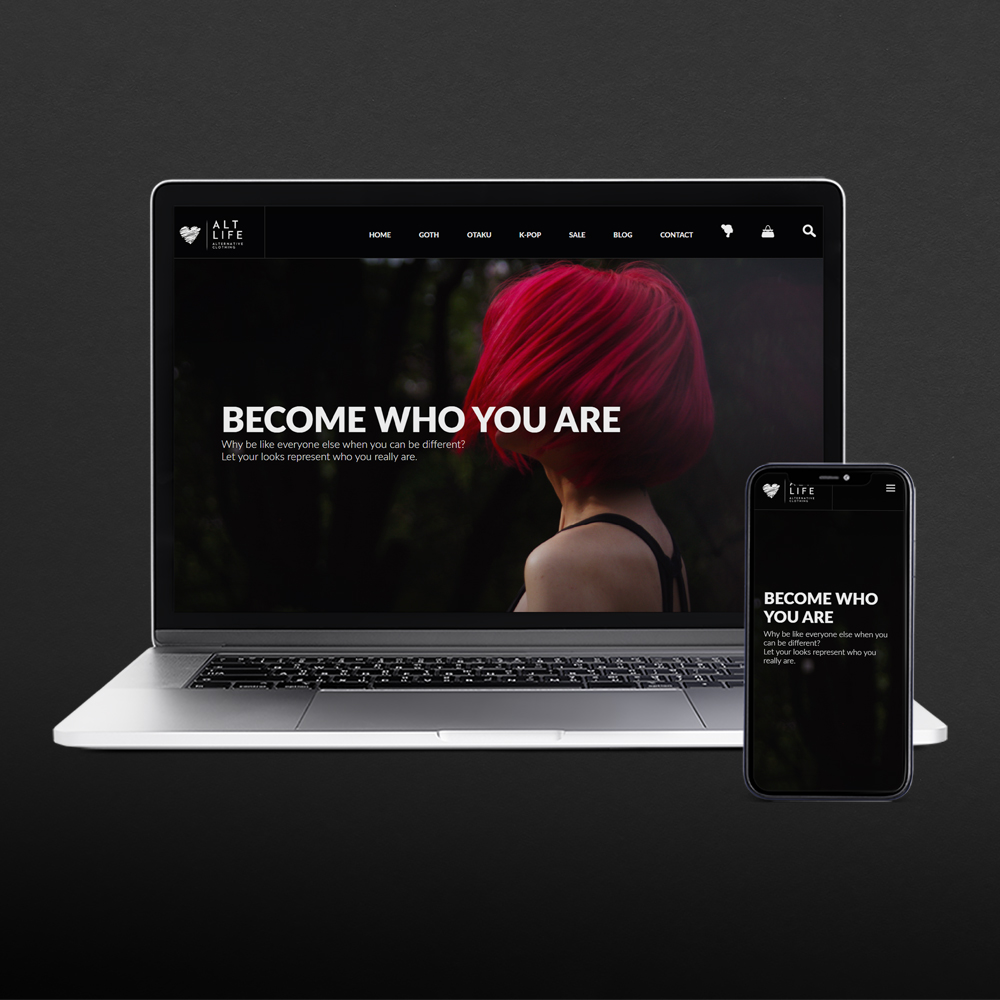 ALT
LIFE
ALTERNATIVE
CLOTHING
HOME
GOTH
OTAKU
K-POP
SALE
BLOG
CONTACT
BECOME WHO YOU ARE
Why be like everyone else when you can be different?
Let your looks represent who you really are.
LIFE
ALTERNATIVE
CLOTHING
BECOME WHO
YOU ARE
Why be like everyone else when you
can be different?
Let your looks represent who you
really are.
control
option